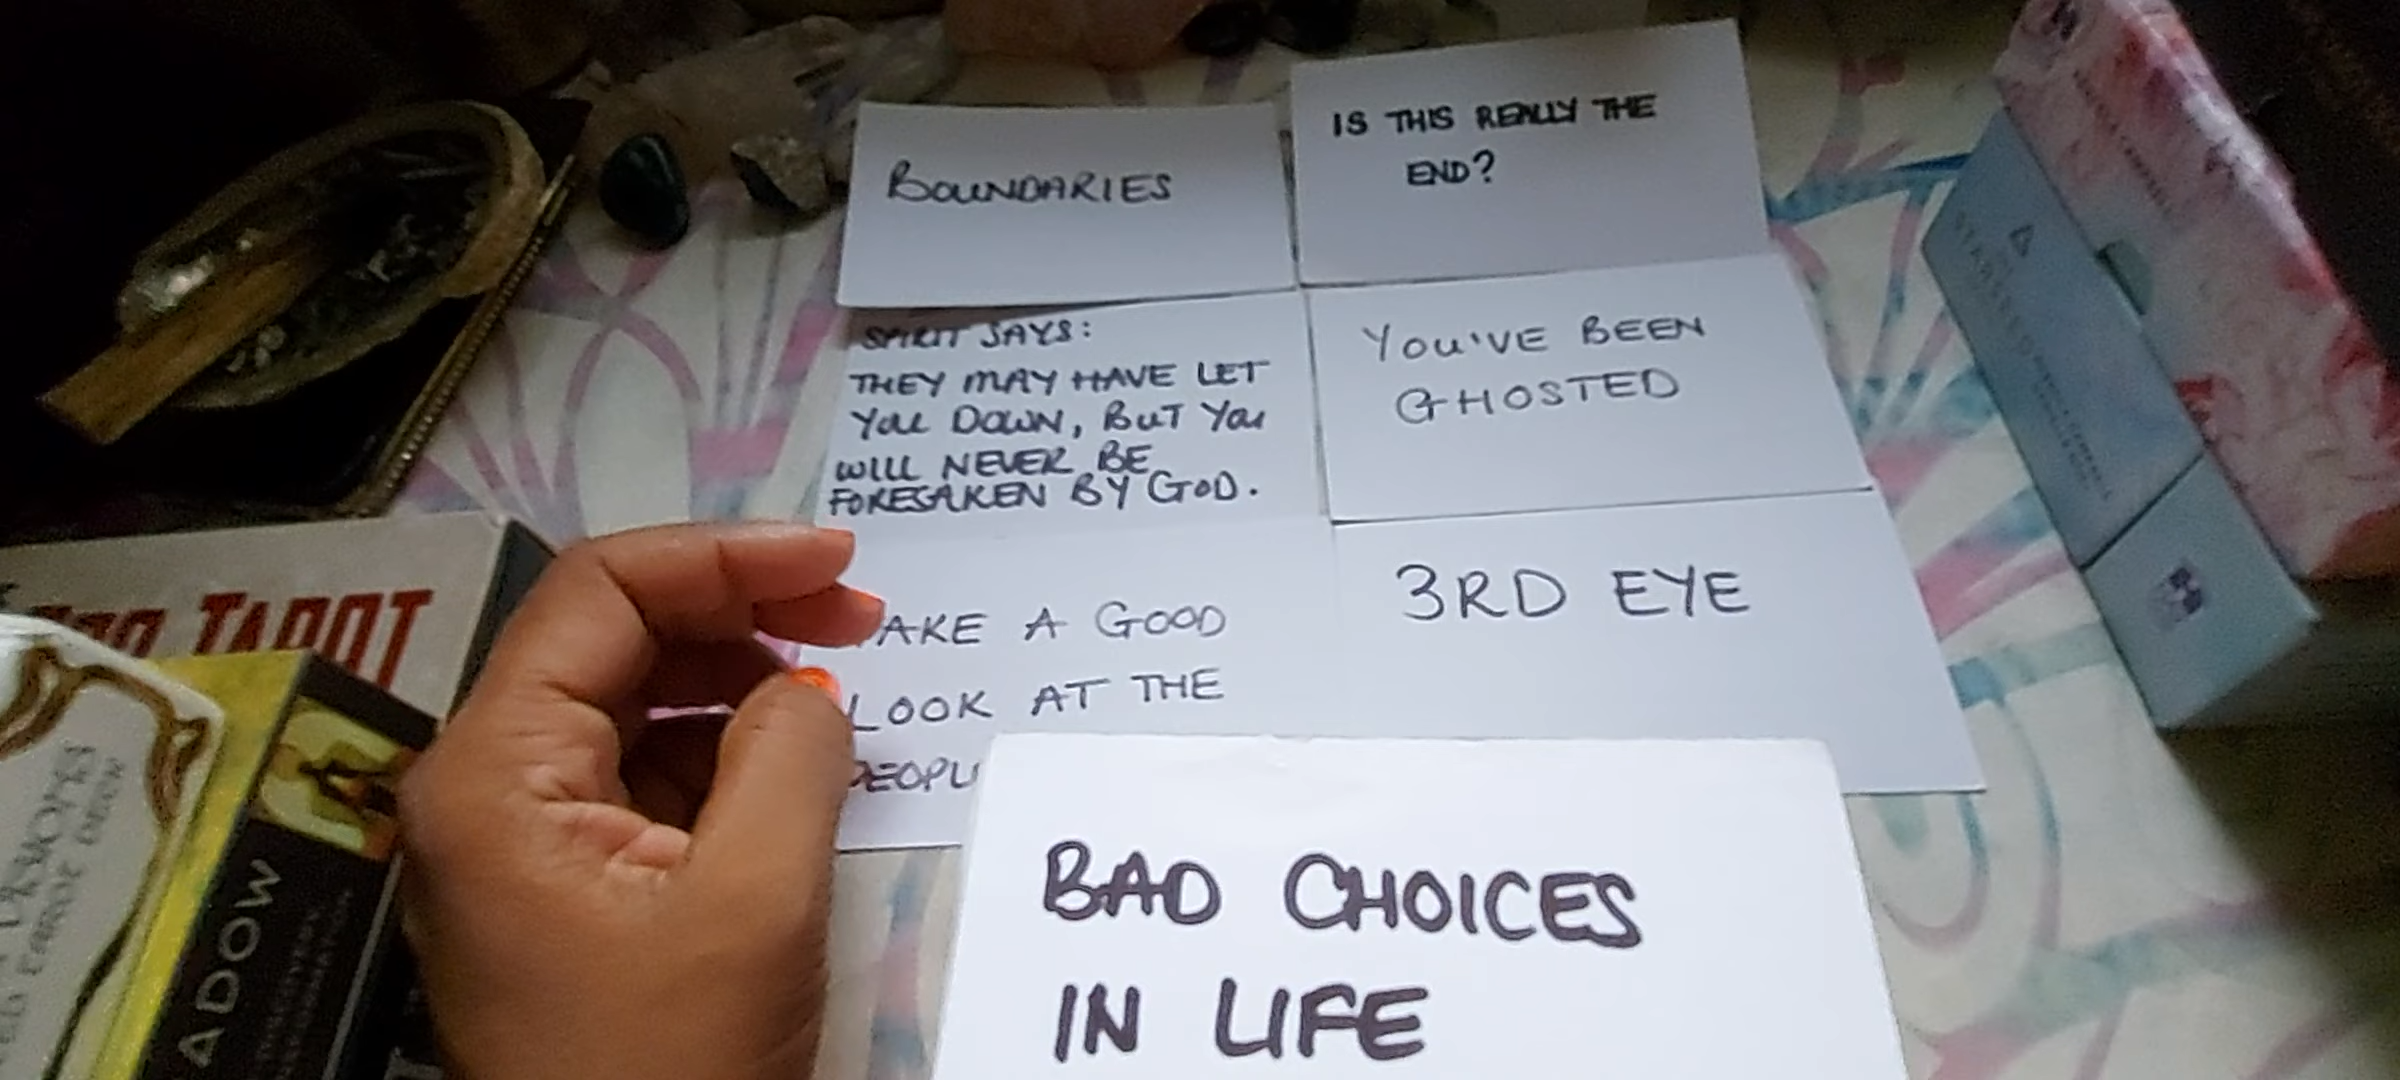 BOUNDARIES
IS THIS REALLY THE
END?
SPIRIT SAYS:
THEY MAY HAVE LET
YOU DOWN, BUT YOU
WILL NEVER BE
FORESAKEN BY GOD.
YOU'VE BEEN
GHOSTED
AKE A GOOD
LOOK AT THE
PEOPL
3RD EYE
BAD CHOICES
IN LIFE
TAROT
ADOW